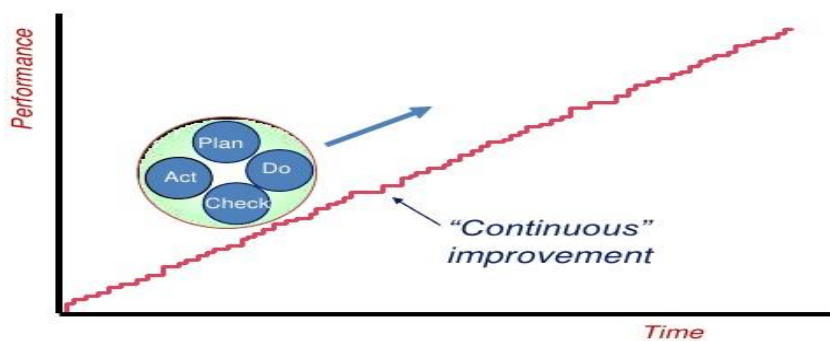 Performance
Plan
Act
Do
Check
“Continuous”
improvement
Time